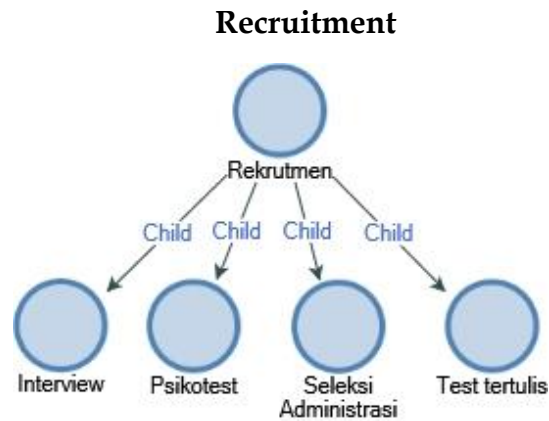 Recruitment
Rekrutmen
Child Child Child Child
Interview Psikotest Seleksi Administrasi Test tertulis